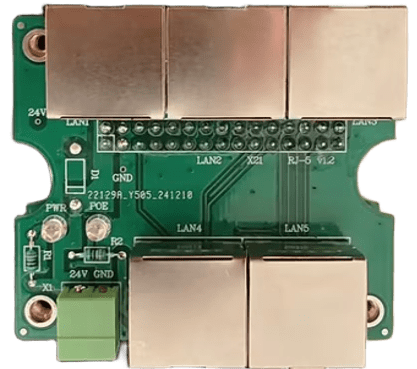 24V
LAN1
LAN3
LAN2 X21 RJ-5 V1.2
GND
D1
22129A_Y505_241210
PWR POE
LAN4
LAN5
R2
R1
24V GND
X1